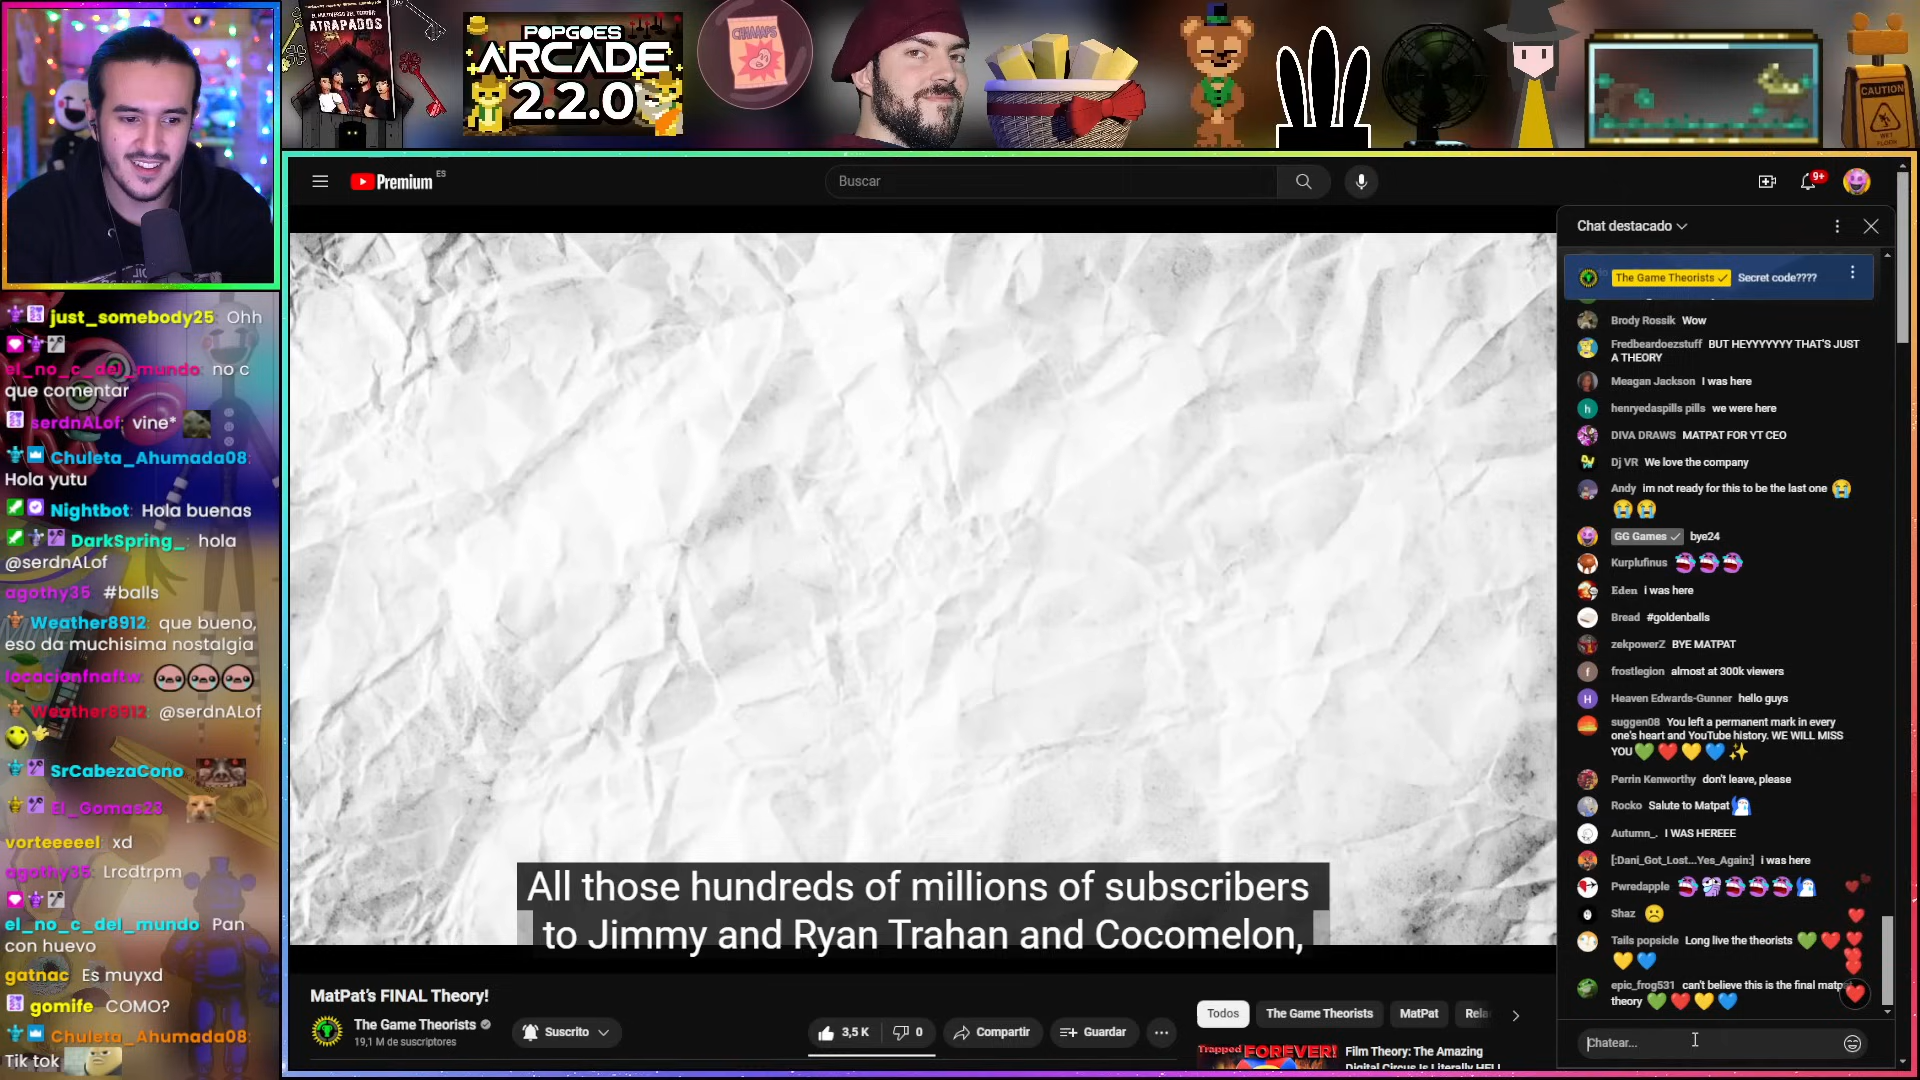 ATRAPADOS
POPGOES
ARCADE
2.2.0
CAUTION
WET
FLOOR
just_somebody25 Ohh
el_no_c_del_mundo: no c
que comentar
serdnALof: vine*
Chuleta_Ahumada08:
Hola yutu
Nightbot: Hola buenas
DarkSpring_: hola
@serdnALof
agothy35 #balls
Weather8912: que bueno,
eso da muchisima nostalgia
locacionfnaftw:
Weather8912: @serdnALof
SrCabezaCono
El_Gomas23
vorteeeeel: xd
agothy35: Lrcdtrpm
el_no_c_del_mundo Pan
con huevo
gatnac: Es muyxd
gomife COMO?
Chuleta_Ahumada08:
Tik tok
Premium ES
Buscar
9+
All those hundreds of millions of subscribers
to Jimmy and Ryan Trahan and Cocomelon,
MatPat's FINAL Theory!
The Game Theorists
19,1 M de suscriptores
Suscrito
3,5 K
0
Compartir
Guardar
Todos
The Game Theorists
MatPat
Rela
Trapped FOREVER!
Film Theory: The Amazing
Digital Circus Is Literally HELL
Chat destacado
The Game Theorists Secret code????
Brody Rossik Wow
Fredbeardoezstuff BUT HEYYYYYYY THAT'S JUST
A THEORY
Meagan Jackson I was here
h henryedaspills pills we were here
DIVA DRAWS MATPAT FOR YT CEO
Dj VR We love the company
Andy im not ready for this to be the last one
GG Games bye24
Kurplufinus
Eden i was here
Bread #goldenballs
zekpowerZ BYE MATPAT
f frostlegion almost at 300k viewers
H Heaven Edwards-Gunner hello guys
suggen08 You left a permanent mark in every
one's heart and YouTube history. WE WILL MISS
YOU
Perrin Kenworthy don't leave, please
Rocko Salute to Matpat
Autumn_. I WAS HEREEE
[:Dani_Got_Lost...Yes_Again:] i was here
Pwredapple
Shaz
Tails popsicle Long live the theorists
epic_frog531 can't believe this is the final matpat
theory
Chatear...